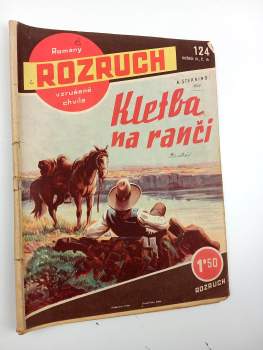 Romány
ROZRUCH
vzrušené
chvíle
124
Kletba
na ranči
1·50
ROZRUCH